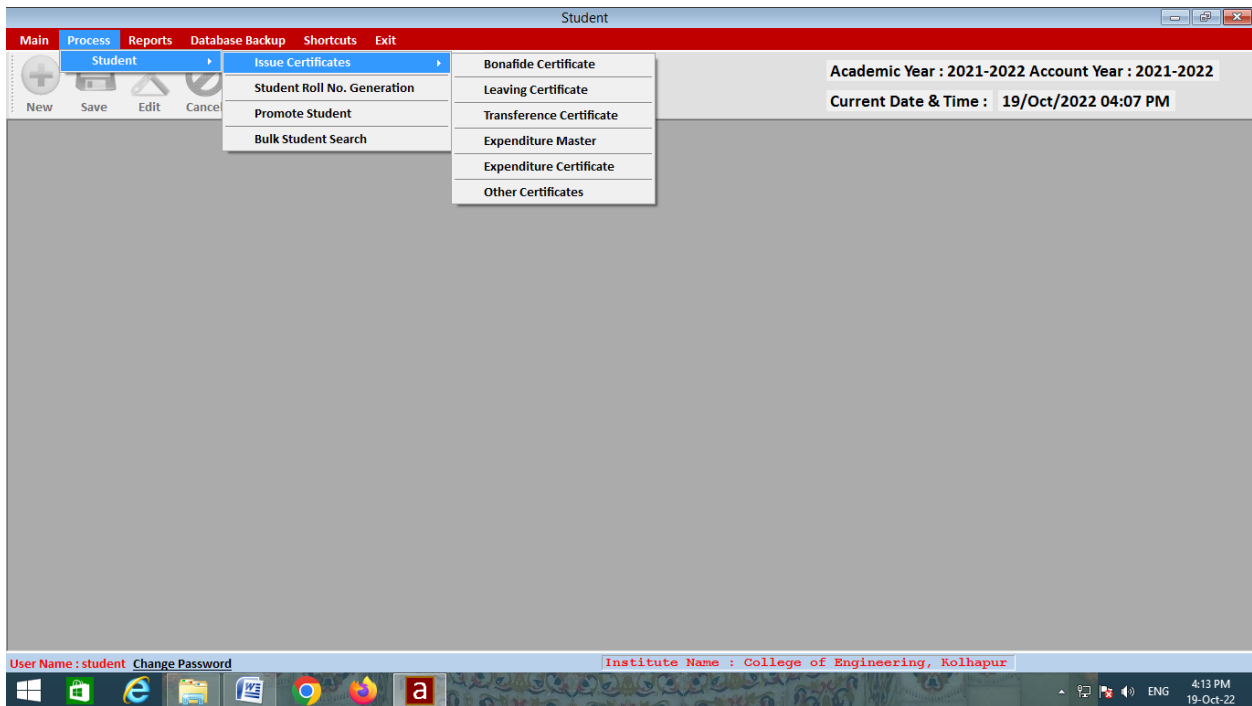 Student
Main Process Reports Database Backup Shortcuts Exit
Student Issue Certificates Bonafide Certificate
Student Roll No. Generation Leaving Certificate
Promote Student Transference Certificate
Bulk Student Search Expenditure Master
Expenditure Certificate
Other Certificates
New Save Edit Cancel
Academic Year : 2021-2022 Account Year : 2021-2022
Current Date & Time : 19/Oct/2022 04:07 PM
User Name : student Change Password Institute Name : College of Engineering, Kolhapur
a ENG 4:13 PM
19-Oct-22